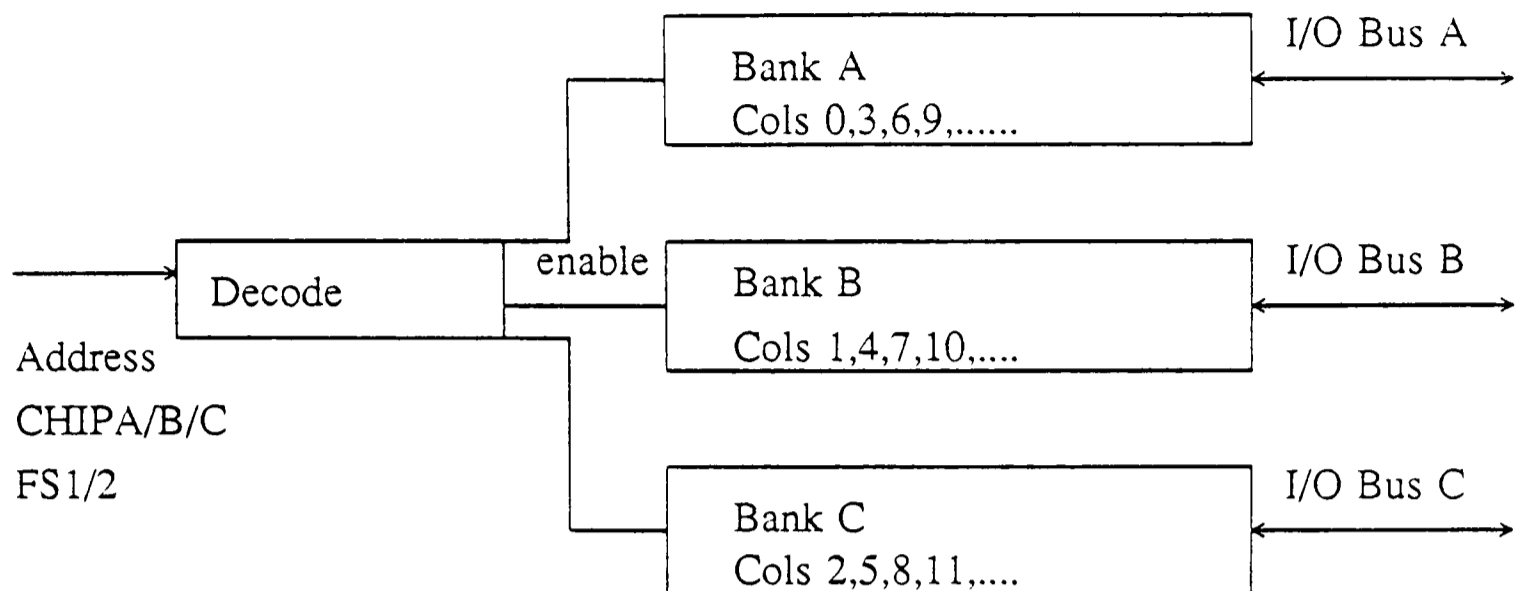 I/O Bus A
Bank A
Cols 0,3,6,9,......
enable
I/O Bus B
Decode
Bank B
Cols 1,4,7,10,....
Address
CHIPA/B/C
FS1/2
I/O Bus C
Bank C
Cols 2,5,8,11,....